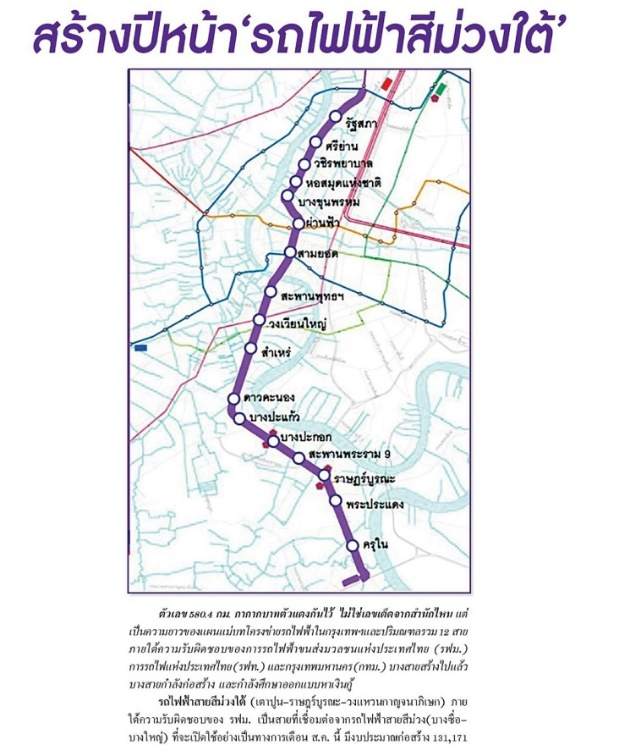 สร้างปีหน้า‘รถไฟฟ้าสีม่วงใต้’
รัฐสภา
ศรีย่าน
วชิรพยาบาล
หอสมุดแห่งชาติ
บางขุนพรหม
ผ่านฟ้า
สามยอด
สะพานพุทธฯ
วงเวียนใหญ่
สำเหร่
ดาวคะนอง
บางปะแก้ว
บางปะกอก
สะพานพระราม 9
ราษฎร์บูรณะ
พระประแดง
ครุใน
ตัวเลข 580.4 กม. กากากบาทตัวแดงกันไว้ ไม่ใช่เลขเด็ดจากสำนักไหน แต่
เป็นความยาวของแผนแม่บทโครงข่ายรถไฟฟ้าในกรุงเทพฯและปริมณฑลรวม 12 สาย
ภายใต้ความรับผิดชอบของการรถไฟฟ้าขนส่งมวลชนแห่งประเทศไทย (รฟม.)
การรถไฟแห่งประเทศไทย(รฟท.) และกรุงเทพมหานคร(กทม.) บางสายสร้างไปแล้ว
บางสายกำลังก่อสร้าง และกำลังศึกษาออกแบบหาเงินกู้
รถไฟฟ้าสายสีม่วงใต้ (เตาปูน-ราษฎร์บูรณะ-วงแหวนกาญจนาภิเษก) ภาย
ใต้ความรับผิดชอบของ รฟม. เป็นสายที่เชื่อมต่อจากรถไฟฟ้าสายสีม่วง(บางซื่อ-
บางใหญ่) ที่จะเปิดใช้อย่างเป็นทางการเดือน ส.ค. นี้ มีงบประมาณก่อสร้าง 131,171